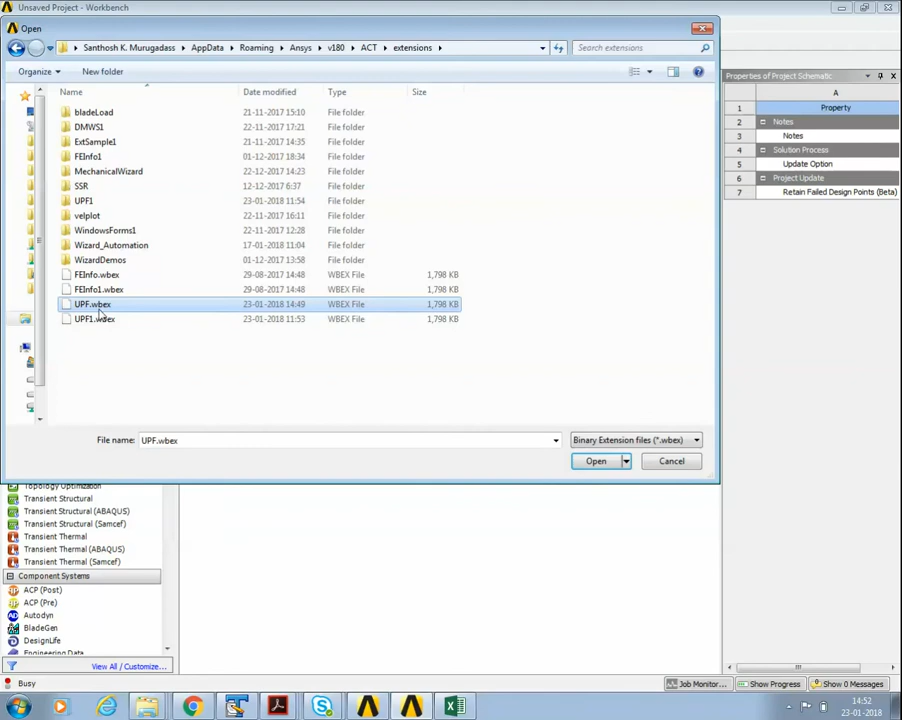 Unsaved Project - Workbench
Open
Santhosh K. Murugadass ▸ AppData ▸ Roaming ▸ Ansys ▸ v180 ▸ ACT ▸ extensions ▸
Search extensions
Organize
New folder
Name
Date modified
Type
Size
bladeLoad 21-11-2017 15:10 File folder
DMWS1 22-11-2017 17:21 File folder
ExtSample1 21-11-2017 14:35 File folder
FEInfo1 01-12-2017 18:34 File folder
MechanicalWizard 22-12-2017 14:23 File folder
SSR 12-12-2017 6:37 File folder
UPF1 23-01-2018 11:54 File folder
velplot 22-11-2017 16:11 File folder
WindowsForms1 22-11-2017 12:28 File folder
Wizard_Automation 17-01-2018 11:04 File folder
WizardDemos 01-12-2017 13:58 File folder
FEInfo.wbex 29-08-2017 14:48 WBEX File 1,798 KB
FEInfo1.wbex 29-08-2017 14:48 WBEX File 1,798 KB
UPF.wbex 23-01-2018 14:49 WBEX File 1,798 KB
UPF1.wbex 23-01-2018 11:53 WBEX File 1,798 KB
File name: UPF.wbex
Binary Extension files (*.wbex)
Open
Cancel
Properties of Project Schematic
A
1 Property
2 Notes
3 Notes
4 Solution Process
5 Update Option
6 Project Update
7 Retain Failed Design Points (Beta)
Topology Optimization
Transient Structural
Transient Structural (ABAQUS)
Transient Structural (Samcef)
Transient Thermal
Transient Thermal (ABAQUS)
Transient Thermal (Samcef)
Component Systems
ACP (Post)
ACP (Pre)
Autodyn
BladeGen
DesignLife
Engineering Data
View All / Customize...
Busy
Job Monitor...
Show Progress
Show 0 Messages
14:52
23-01-2018